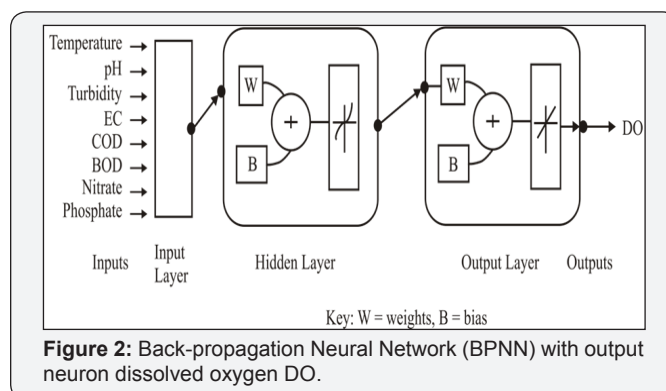 Temperature
pH
Turbidity
EC
COD
BOD
Nitrate
Phosphate
W
+
B
W
+
B
DO
Inputs
Input
Layer
Hidden Layer
Output Layer
Outputs
Key: W = weights, B = bias
Figure 2: Back-propagation Neural Network (BPNN) with output
neuron dissolved oxygen DO.